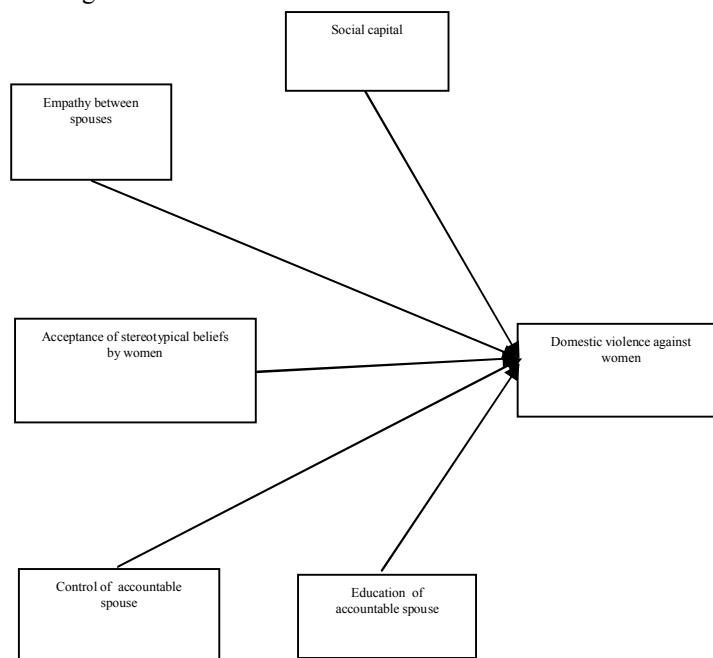 Social capital
Empathy between
spouses
Acceptance of stereotypical beliefs
by women
Domestic violence against
women
Control of accountable
spouse
Education of
accountable spouse